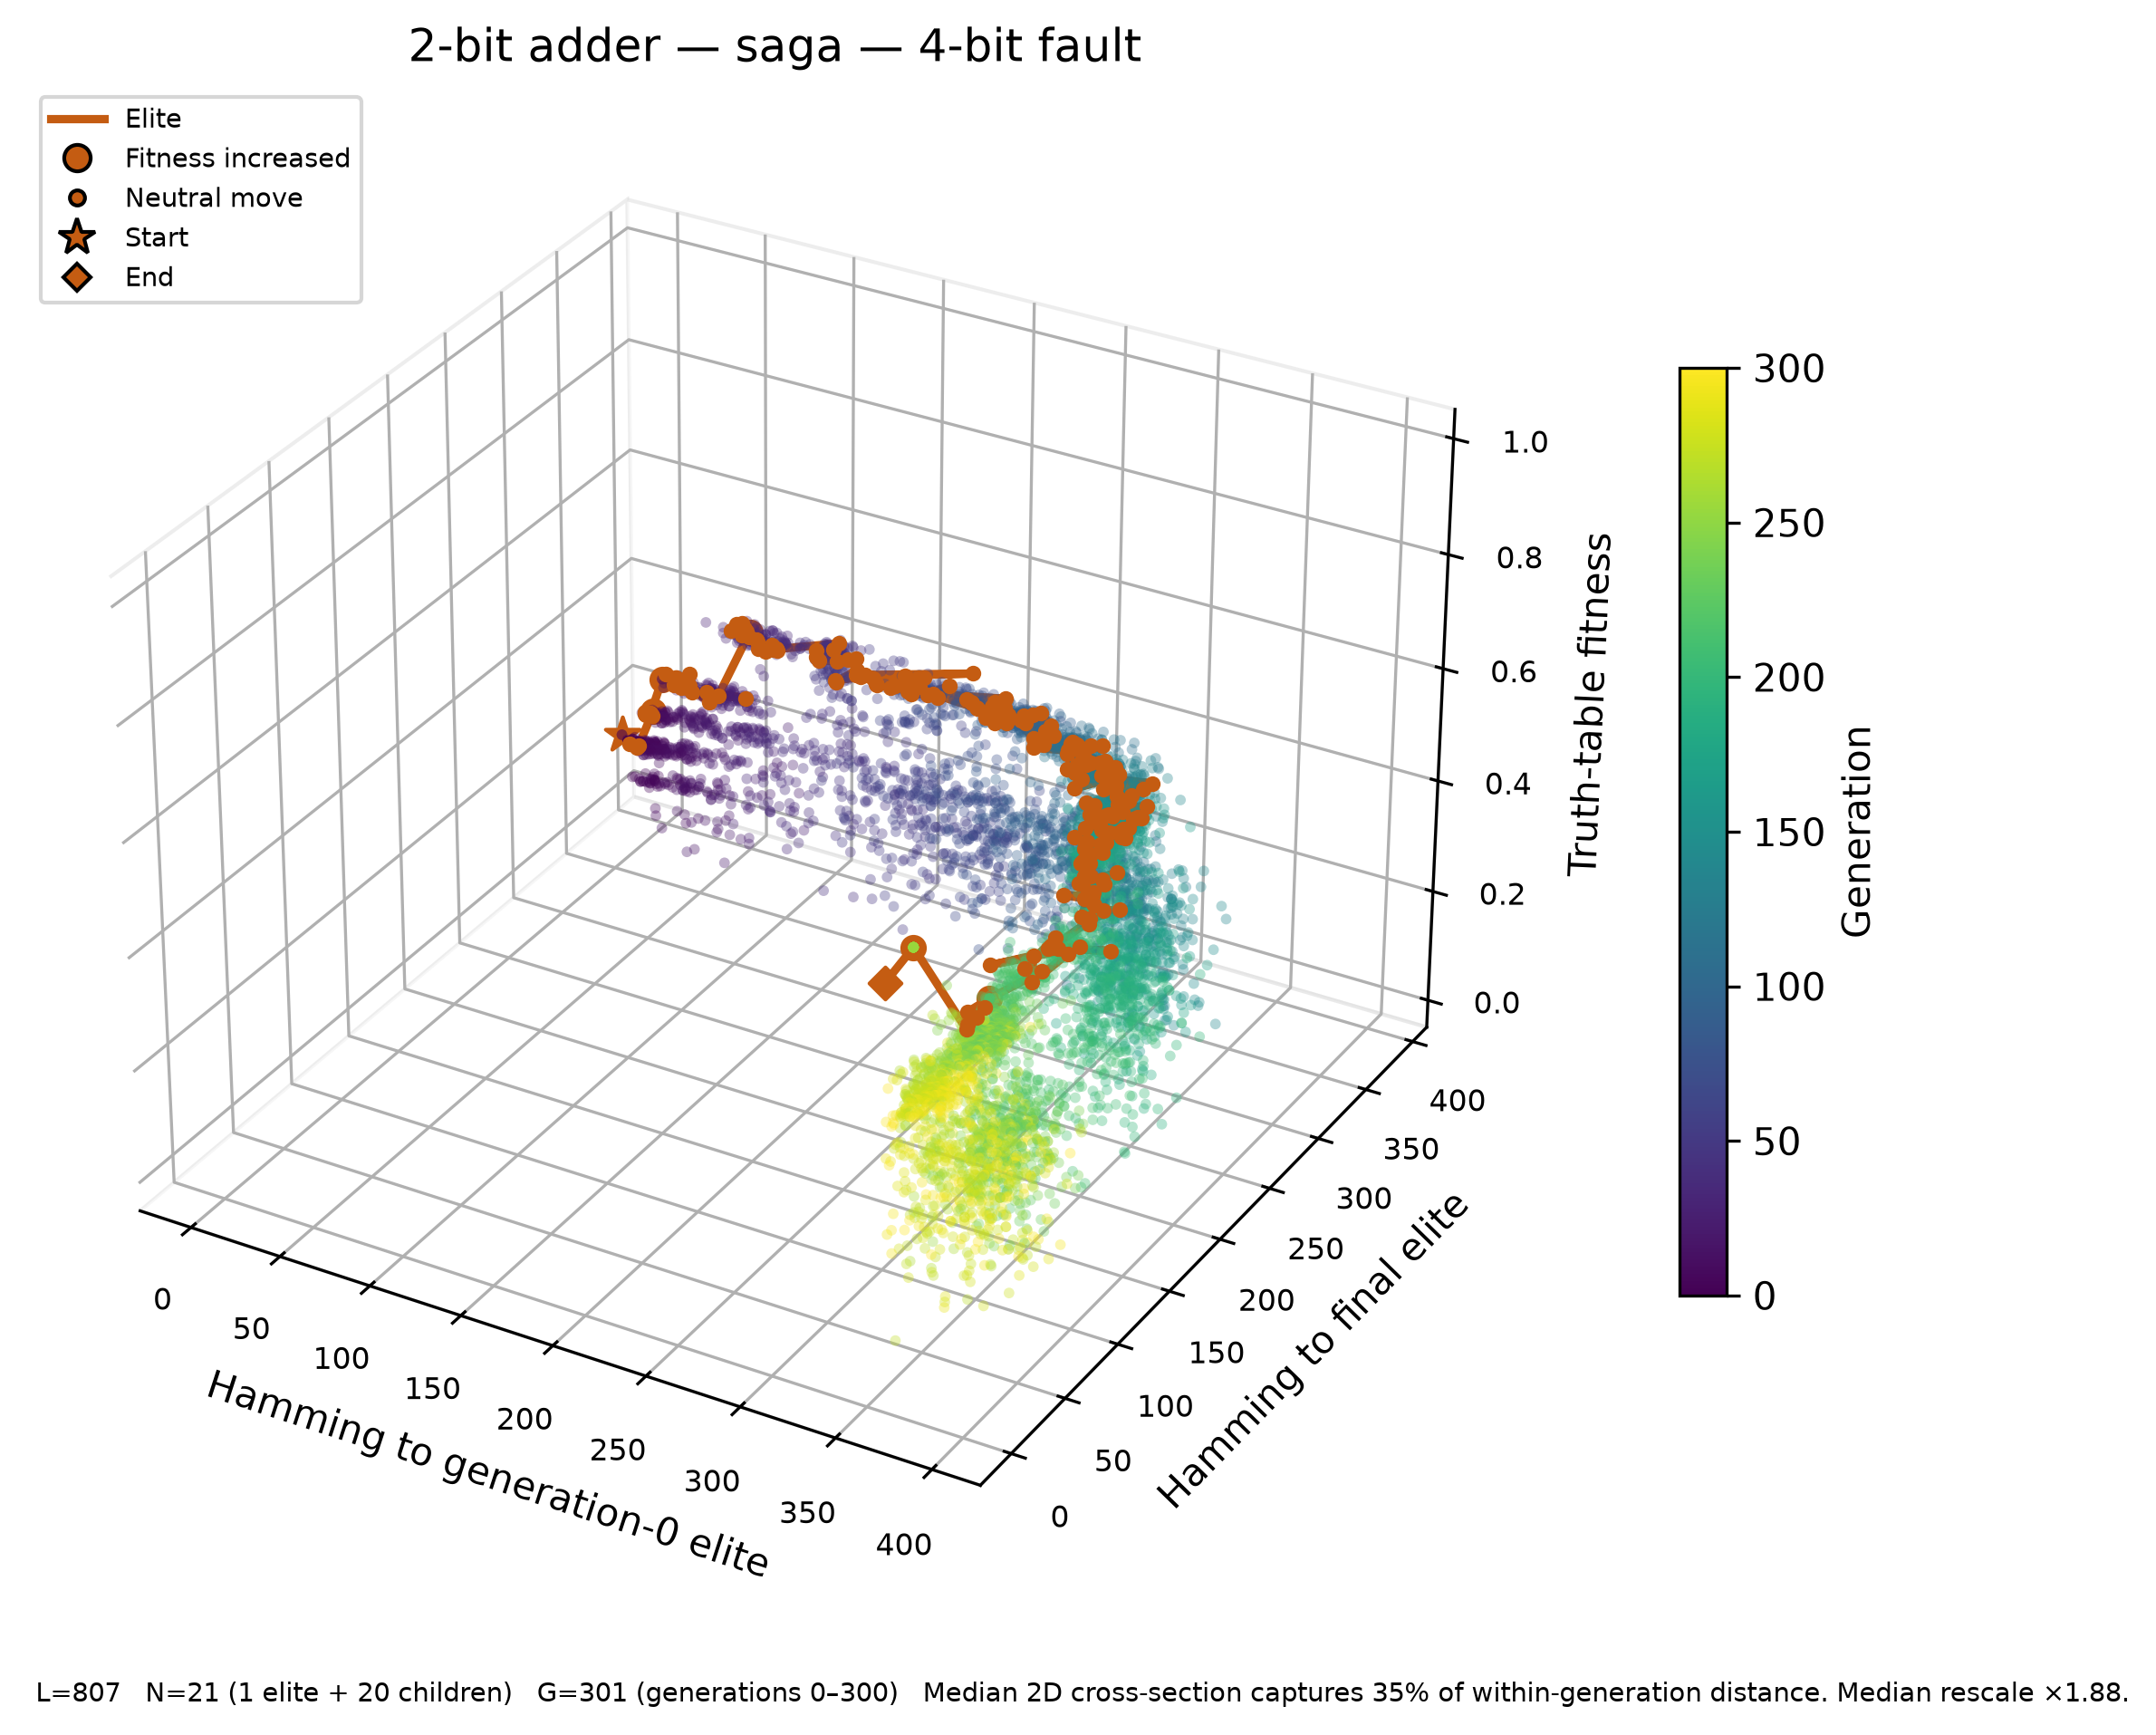 2-bit adder — saga — 4-bit fault
Elite
Fitness increased
Neutral move
Start
End
1.0
0.8
0.6
0.4
0.2
0.0
Truth-table fitness
400
350
300
250
200
150
100
50
0
Hamming to final elite
0
50
100
150
200
250
300
350
400
Hamming to generation-0 elite
300
250
200
150
100
50
0
Generation
L=807 N=21 (1 elite + 20 children) G=301 (generations 0–300) Median 2D cross-section captures 35% of within-generation distance. Median rescale ×1.88.